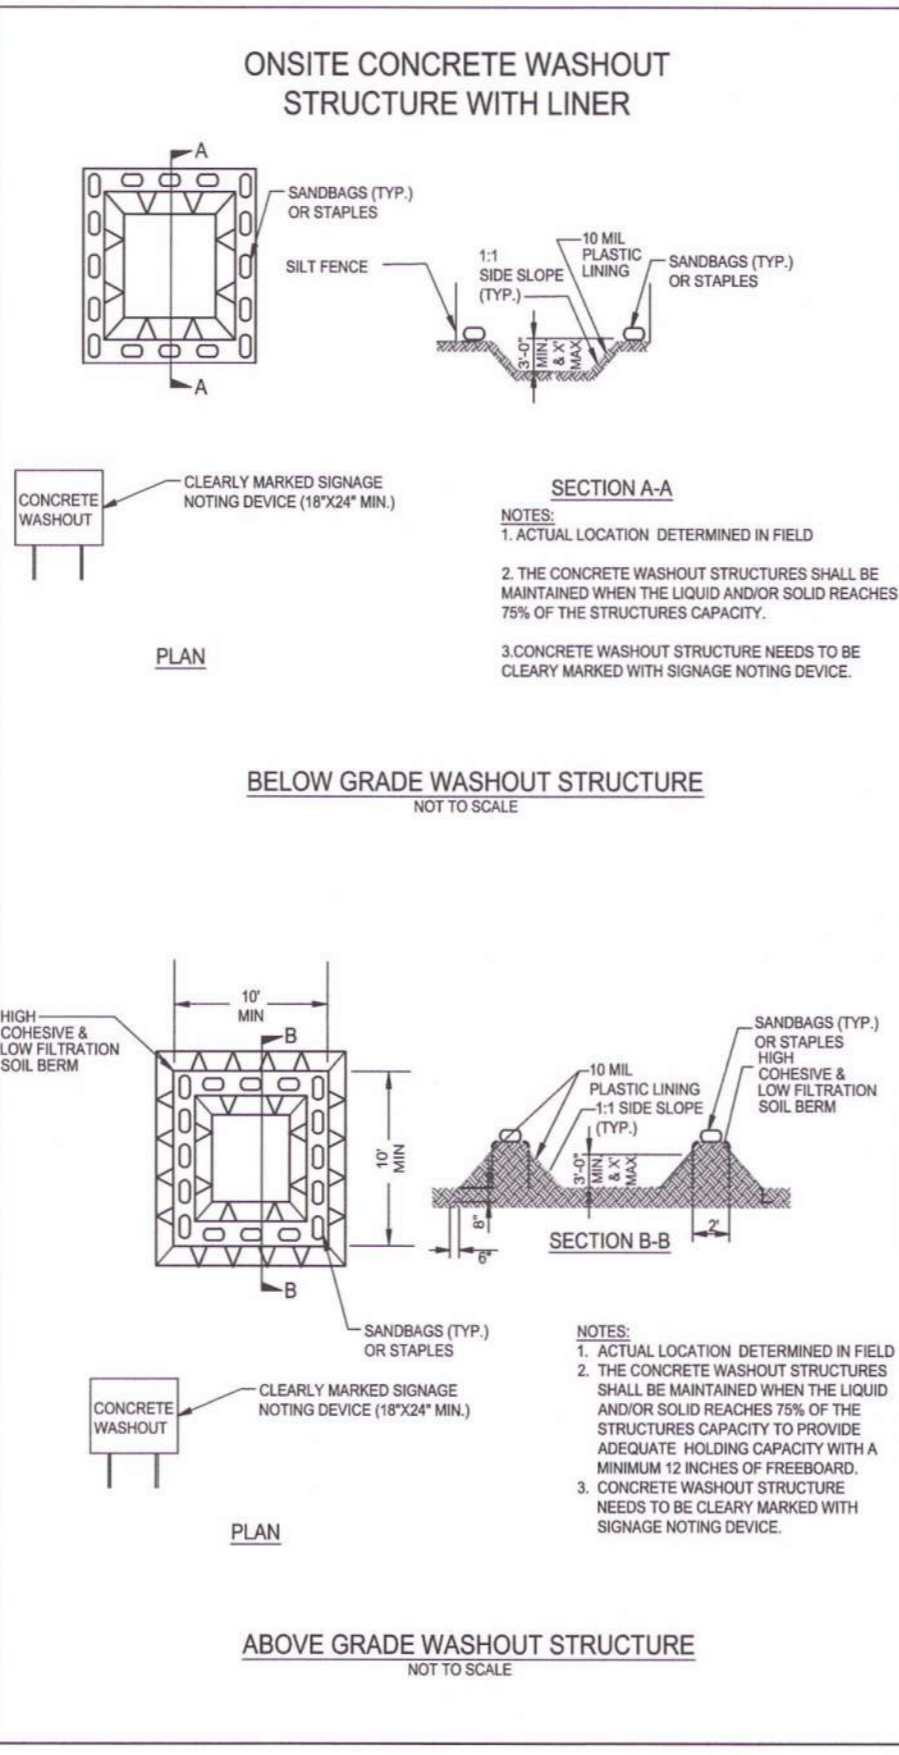 ONSITE CONCRETE WASHOUT
STRUCTURE WITH LINER
A
SANDBAGS (TYP.)
OR STAPLES
A
SILT FENCE
1:1
SIDE SLOPE
(TYP.)
10 MIL
PLASTIC
LINING
SANDBAGS (TYP.)
OR STAPLES
3'-0"
MIN.
& X'
MAX
CONCRETE
WASHOUT
CLEARLY MARKED SIGNAGE
NOTING DEVICE (18"X24" MIN.)
PLAN
SECTION A-A
NOTES:
1. ACTUAL LOCATION DETERMINED IN FIELD
2. THE CONCRETE WASHOUT STRUCTURES SHALL BE
MAINTAINED WHEN THE LIQUID AND/OR SOLID REACHES
75% OF THE STRUCTURES CAPACITY.
3.CONCRETE WASHOUT STRUCTURE NEEDS TO BE
CLEARY MARKED WITH SIGNAGE NOTING DEVICE.
BELOW GRADE WASHOUT STRUCTURE
NOT TO SCALE
HIGH
COHESIVE &
LOW FILTRATION
SOIL BERM
10'
MIN
B
10'
MIN
B
SANDBAGS (TYP.)
OR STAPLES
10 MIL
PLASTIC LINING
1:1 SIDE SLOPE
(TYP.)
3'-0"
MIN.
& X'
MAX
SANDBAGS (TYP.)
OR STAPLES
HIGH
COHESIVE &
LOW FILTRATION
SOIL BERM
8"
6"
2'
SECTION B-B
CONCRETE
WASHOUT
CLEARLY MARKED SIGNAGE
NOTING DEVICE (18"X24" MIN.)
PLAN
NOTES:
1. ACTUAL LOCATION DETERMINED IN FIELD
2. THE CONCRETE WASHOUT STRUCTURES
SHALL BE MAINTAINED WHEN THE LIQUID
AND/OR SOLID REACHES 75% OF THE
STRUCTURES CAPACITY TO PROVIDE
ADEQUATE HOLDING CAPACITY WITH A
MINIMUM 12 INCHES OF FREEBOARD.
3. CONCRETE WASHOUT STRUCTURE
NEEDS TO BE CLEARY MARKED WITH
SIGNAGE NOTING DEVICE.
ABOVE GRADE WASHOUT STRUCTURE
NOT TO SCALE